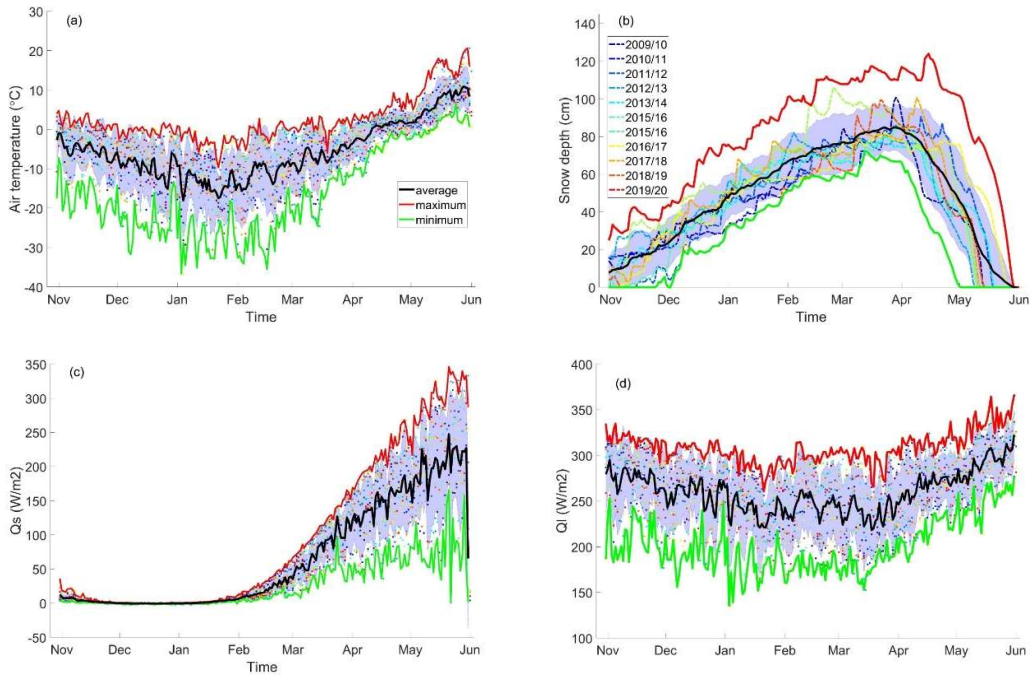 (a)
30
20
10
0
-10
-20
-30
-40
Air temperature (°C)
average
maximum
minimum
Nov Dec Jan Feb Mar Apr May Jun
Time
(b)
140
120
100
80
60
40
20
0
Snow depth (cm)
2009/10
2010/11
2011/12
2012/13
2013/14
2015/16
2015/16
2016/17
2017/18
2018/19
2019/20
Nov Dec Jan Feb Mar Apr May Jun
Time
(c)
350
300
250
200
150
100
50
0
-50
Qs (W/m2)
Nov Dec Jan Feb Mar Apr May Jun
Time
(d)
400
350
300
250
200
150
100
Ql (W/m2)
Nov Dec Jan Feb Mar Apr May Jun